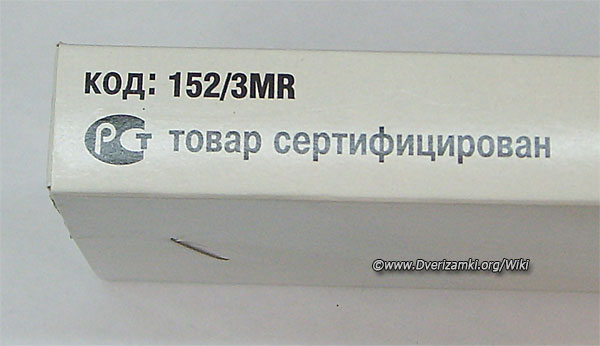 код: 152/3MR
РСТ товар сертифицирован
©www.Dverizamki.org/Wiki